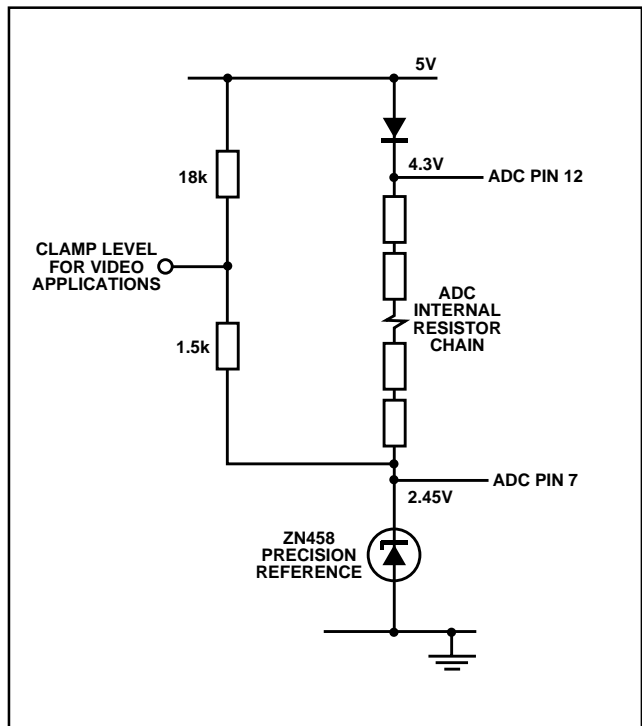 5V
4.3V
ADC PIN 12
18k
CLAMP LEVEL
FOR VIDEO
APPLICATIONS
ADC
INTERNAL
RESISTOR
CHAIN
1.5k
ADC PIN 7
2.45V
ZN458
PRECISION
REFERENCE